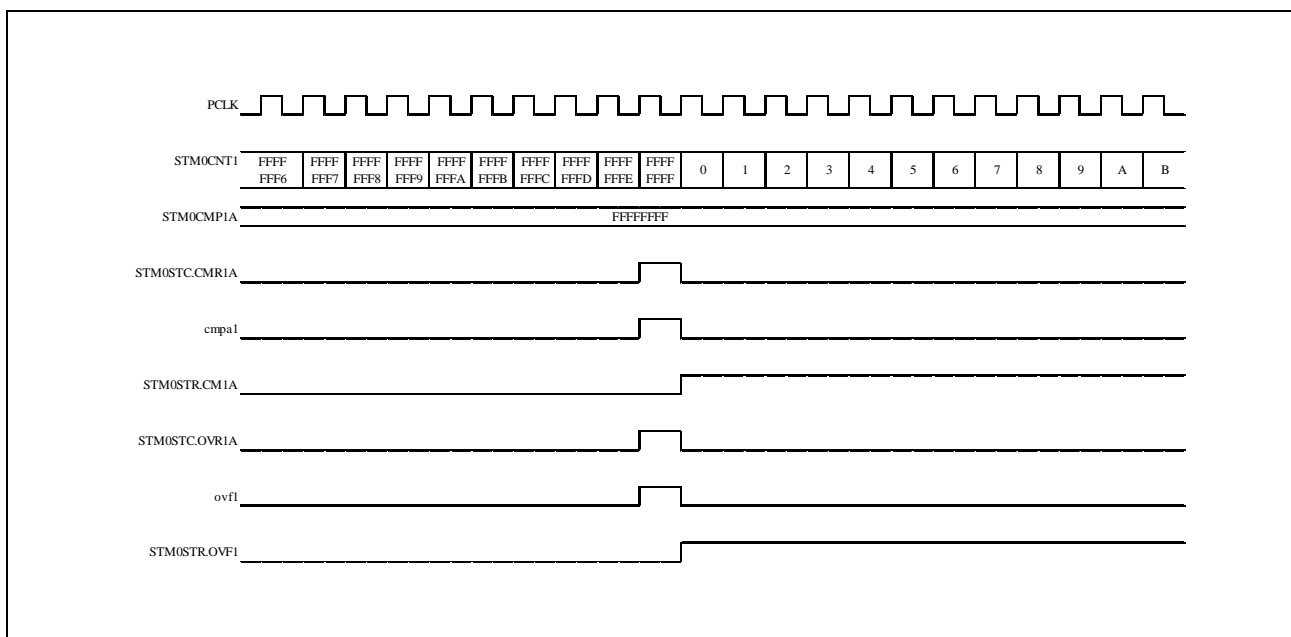 PCLK
STM0CNT1 FFFF FFFF FFFF FFFF FFFF FFFF FFFF FFFF FFFF FFFF
FFF6 FFF7 FFF8 FFF9 FFFA FFFB FFFC FFFD FFFE FFFF 0 1 2 3 4 5 6 7 8 9 A B
STM0CMP1A FFFFFFFF
STM0STC.CMR1A
cmpa1
STM0STR.CM1A
STM0STC.OVR1A
ovf1
STM0STR.OVF1